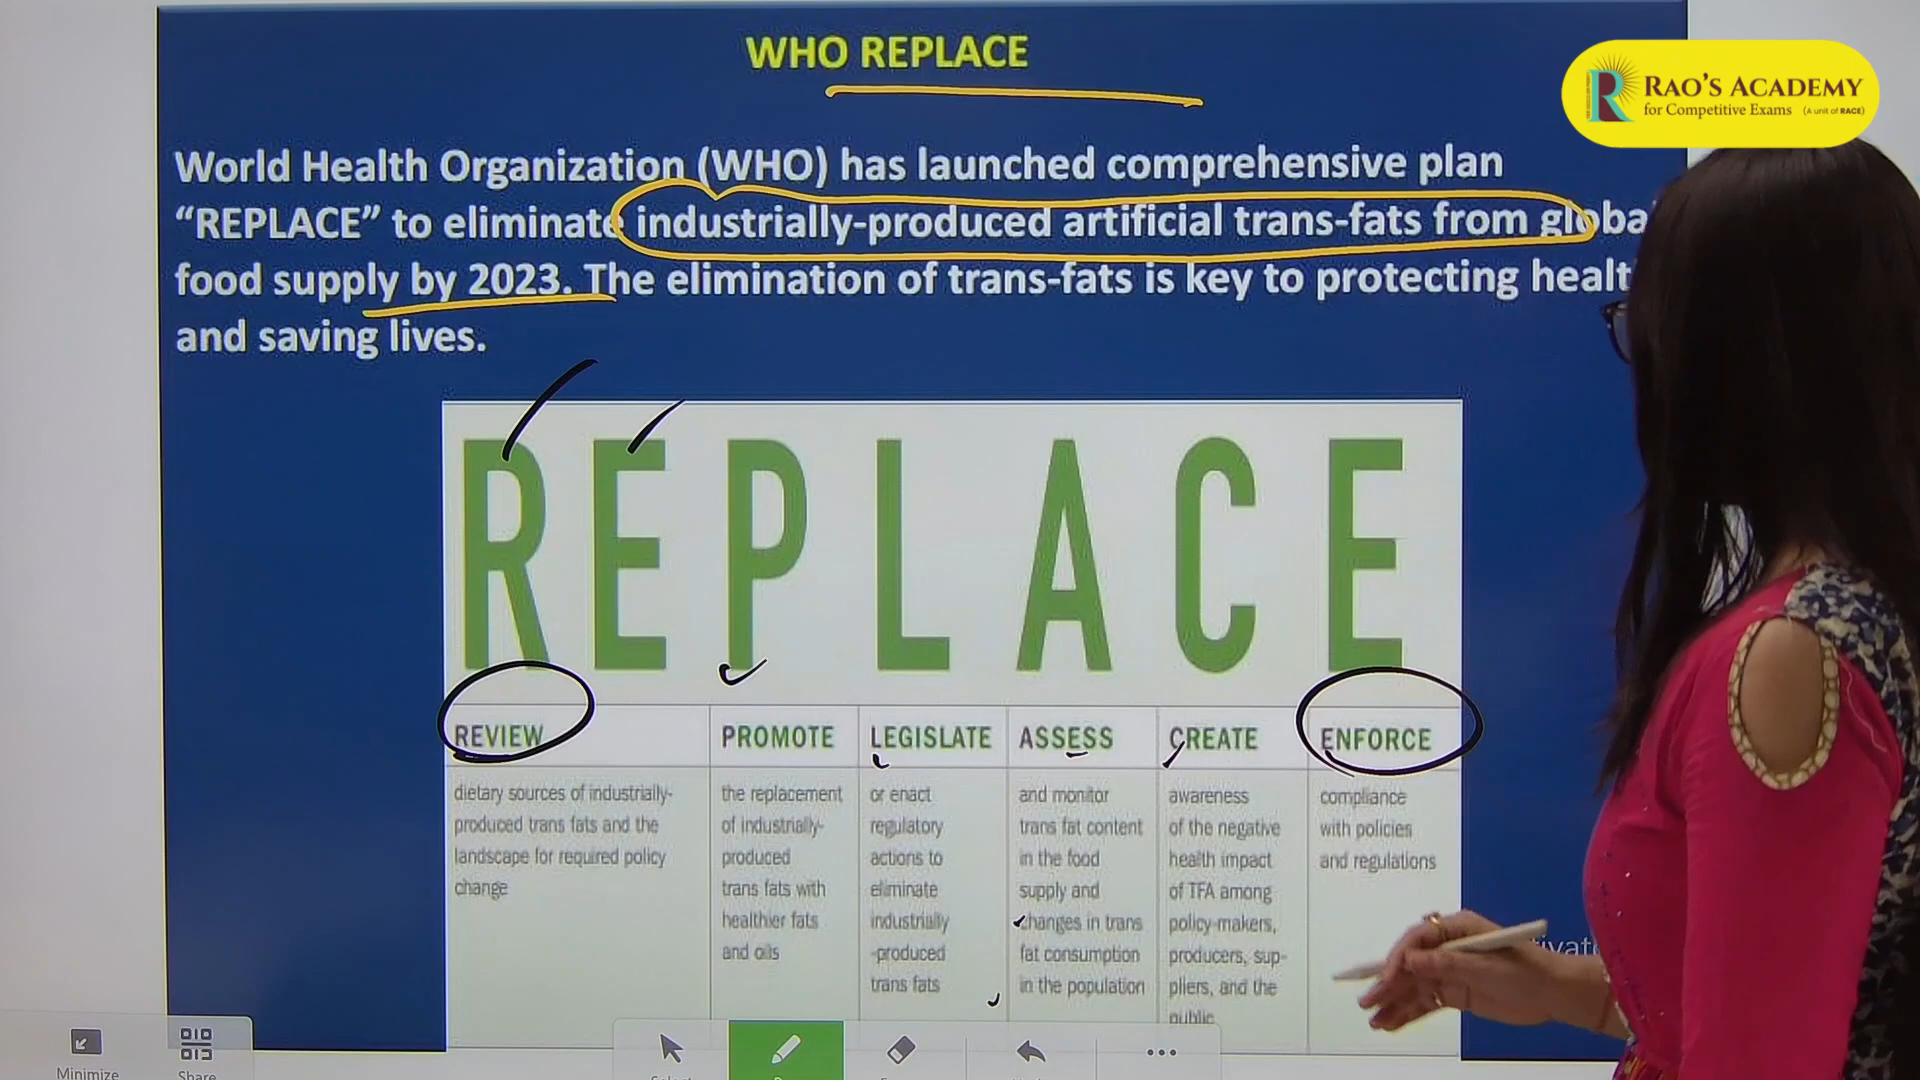 WHO REPLACE
RAO'S ACADEMY
for Competitive Exams (A unit of RACE)
World Health Organization (WHO) has launched comprehensive plan
“REPLACE” to eliminate industrially-produced artificial trans-fats from globa
food supply by 2023. The elimination of trans-fats is key to protecting healt
and saving lives.
REPLACE
REVIEW
dietary sources of industrially-
produced trans fats and the
landscape for required policy
change
PROMOTE
the replacement
of industrially-
produced
trans fats with
healthier fats
and oils
LEGISLATE
or enact
regulatory
actions to
eliminate
industrially
-produced
trans fats
ASSESS
and monitor
trans fat content
in the food
supply and
changes in trans
fat consumption
in the population
CREATE
awareness
of the negative
health impact
of TFA among
policy-makers,
producers, sup-
pliers, and the
public
ENFORCE
compliance
with policies
and regulations
Minimize
Share